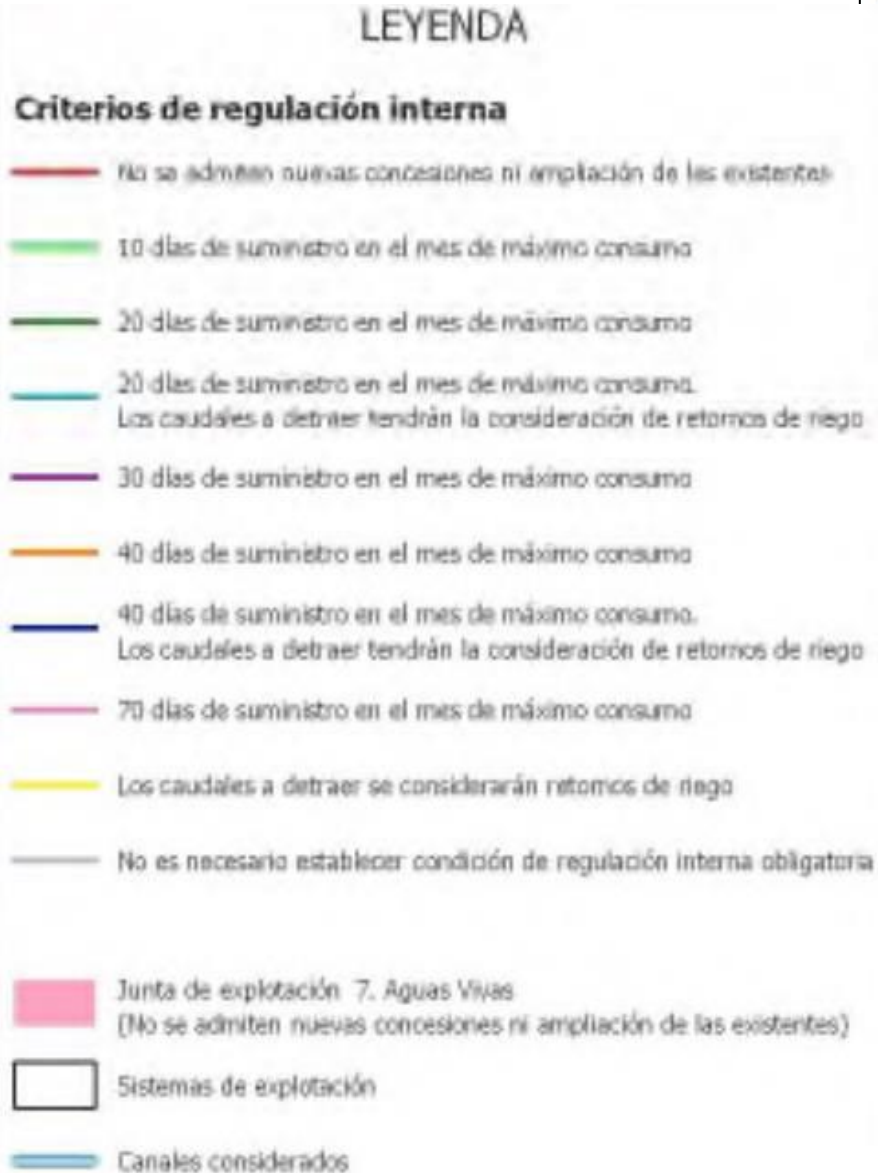 LEYENDA
Criterios de regulación interna
No se admiten nuevas concesiones ni ampliación de las existentes
10 días de suministro en el mes de máximo consumo
20 días de suministro en el mes de máximo consumo
20 días de suministro en el mes de máximo consumo.
Los caudales a detraer tendrán la consideración de retornos de riego
30 días de suministro en el mes de máximo consumo
40 días de suministro en el mes de máximo consumo
40 días de suministro en el mes de máximo consumo.
Los caudales a detraer tendrán la consideración de retornos de riego
70 días de suministro en el mes de máximo consumo
Los caudales a detraer se considerarán retornos de riego
No es necesario establecer condición de regulación interna obligatoria
Junta de explotación 7. Aguas Vivas
(No se admiten nuevas concesiones ni ampliación de las existentes)
Sistemas de explotación
Canales considerados